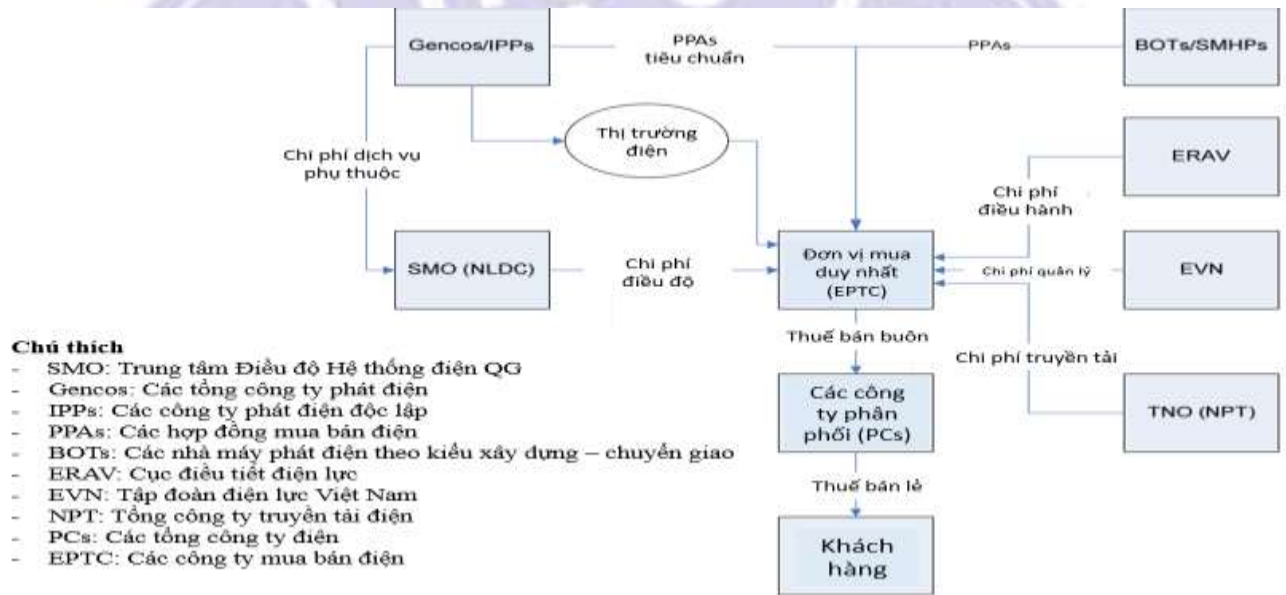 Gencos/IPPs
PPAs
tiêu chuẩn
PPAs
BOTs/SMHPs
Thị trường
điện
ERAV
Chi phí dịch vụ
phụ thuộc
Chi phí
điều hành
SMO (NLDC)
Chi phí
điều độ
Đơn vị mua
duy nhất
(EPTC)
Chi phí quản lý
EVN
Thuế bán buôn
Chi phí truyền tải
Các công
ty phân
phối (PCs)
TNO (NPT)
Thuế bán lẻ
Khách
hàng
Chú thích
- SMO: Trung tâm Điều độ Hệ thống điện QG
- Gencos: Các tổng công ty phát điện
- IPPs: Các công ty phát điện độc lập
- PPAs: Các hợp đồng mua bán điện
- BOTs: Các nhà máy phát điện theo kiểu xây dựng – chuyển giao
- ERAV: Cục điều tiết điện lực
- EVN: Tập đoàn điện lực Việt Nam
- NPT: Tổng công ty truyền tải điện
- PCs: Các tổng công ty điện
- EPTC: Các công ty mua bán điện